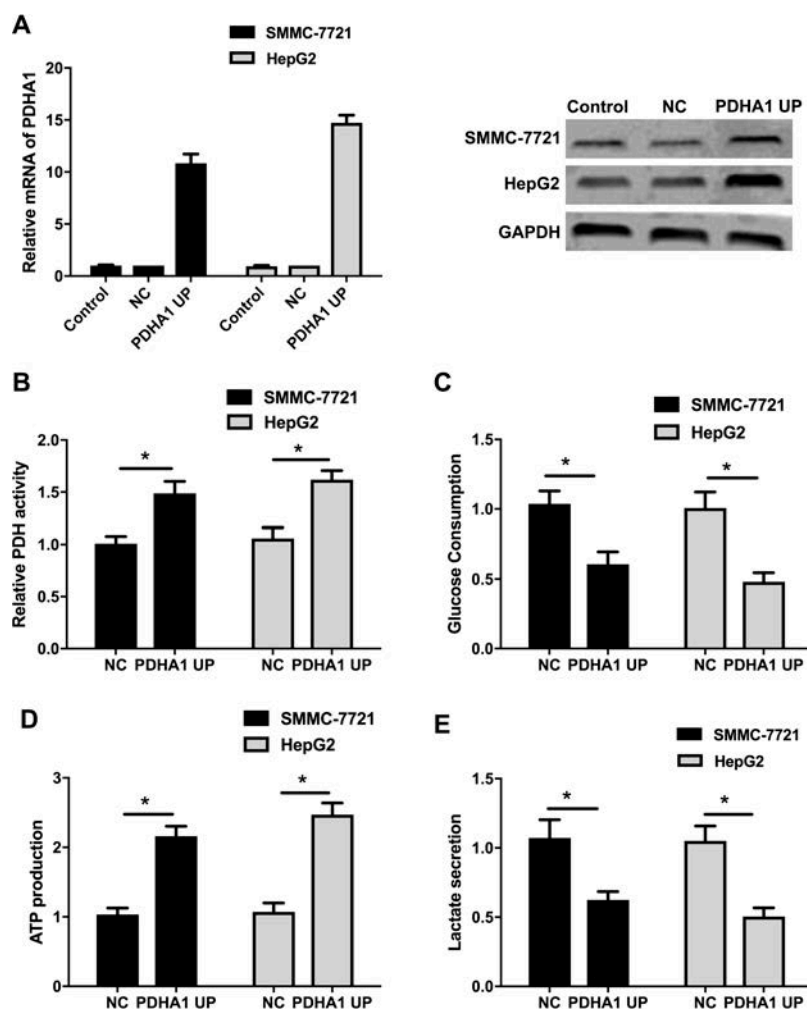 A
SMMC-7721
HepG2
Relative mRNA of PDHA1
20
15
10
5
0
Control
NC
PDHA1 UP
Control
NC
PDHA1 UP
Control NC PDHA1 UP
SMMC-7721
HepG2
GAPDH
B
SMMC-7721
HepG2
Relative PDH activity
2.0
1.5
1.0
0.5
0.0
*
*
NC PDHA1 UP NC PDHA1 UP
C
SMMC-7721
HepG2
Glucose Consumption
1.5
1.0
0.5
0.0
*
*
NC PDHA1 UP NC PDHA1 UP
D
SMMC-7721
HepG2
ATP production
3
2
1
0
*
*
NC PDHA1 UP NC PDHA1 UP
E
SMMC-7721
HepG2
Lactate secretion
1.5
1.0
0.5
0.0
*
*
NC PDHA1 UP NC PDHA1 UP